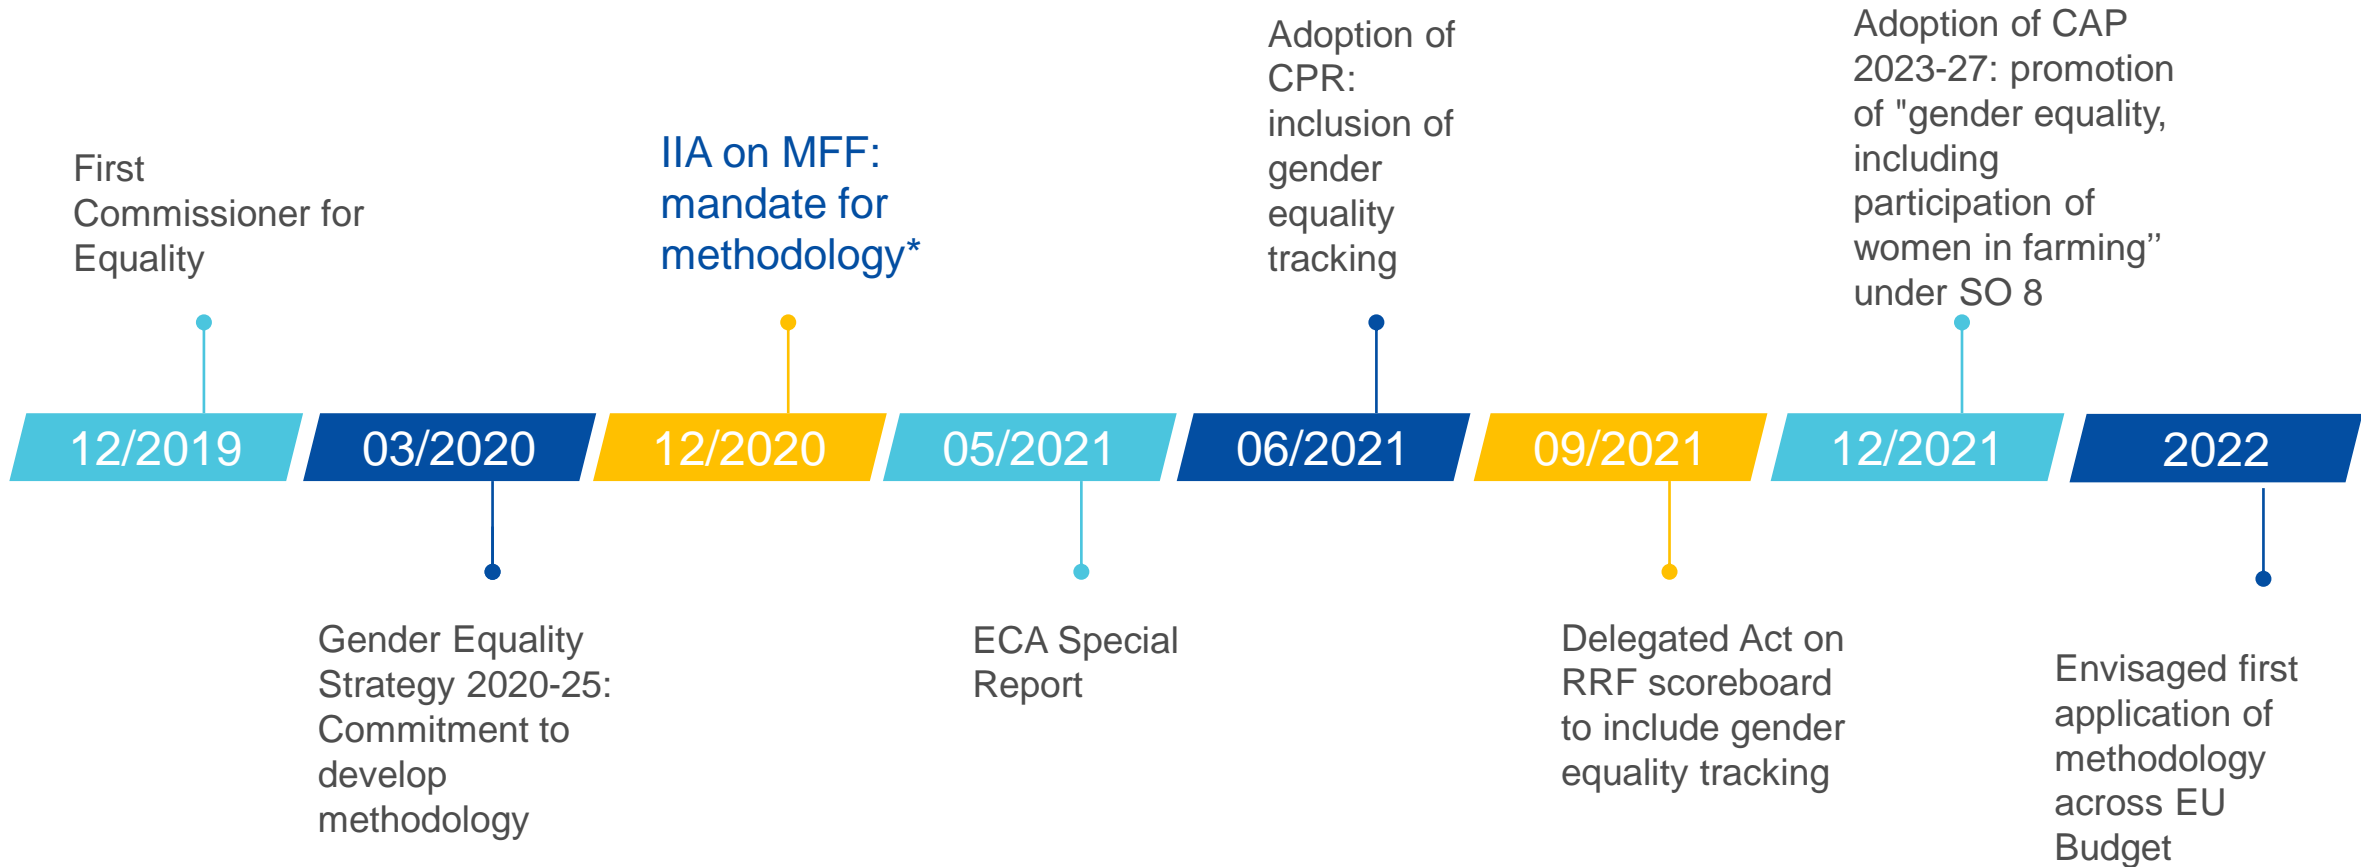 First
Commissioner for
Equality
IIA on MFF:
mandate for
methodology*
Adoption of
CPR:
inclusion of
gender
equality
tracking
Adoption of CAP
2023-27: promotion
of "gender equality,
including
participation of
women in farming’’
under SO 8
12/2019
03/2020
12/2020
05/2021
06/2021
09/2021
12/2021
2022
Gender Equality
Strategy 2020-25:
Commitment to
develop
methodology
ECA Special
Report
Delegated Act on
RRF scoreboard
to include gender
equality tracking
Envisaged first
application of
methodology
across EU
Budget